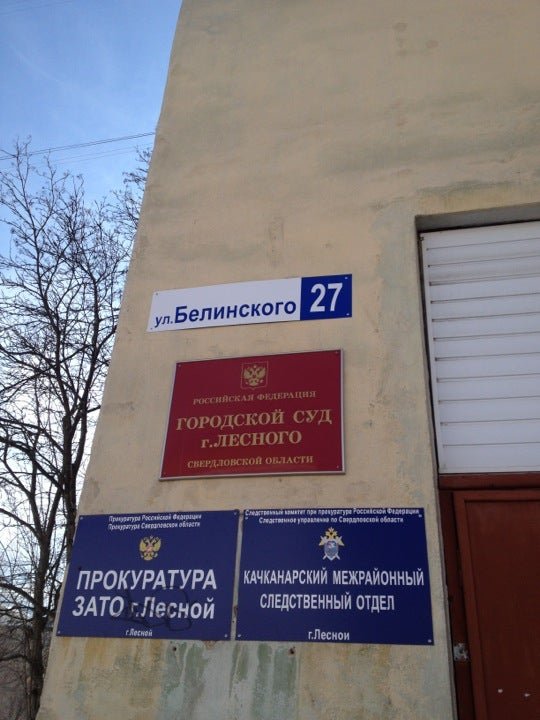 ул.Белинского 27
РОССИЙСКАЯ ФЕДЕРАЦИЯ
ГОРОДСКОЙ СУД
г.ЛЕСНОГО
СВЕРДЛОВСКОЙ ОБЛАСТИ
Прокуратура Российской Федерации
Прокуратура Свердловской области
ПРОКУРАТУРА
ЗАТО г.Лесной
г.Лесной
Следственный комитет при прокуратуре Российской Федерации
Следственное управление по Свердловской области
КАЧКАНАРСКИЙ МЕЖРАЙОННЫЙ
СЛЕДСТВЕННЫЙ ОТДЕЛ
г.Леснои